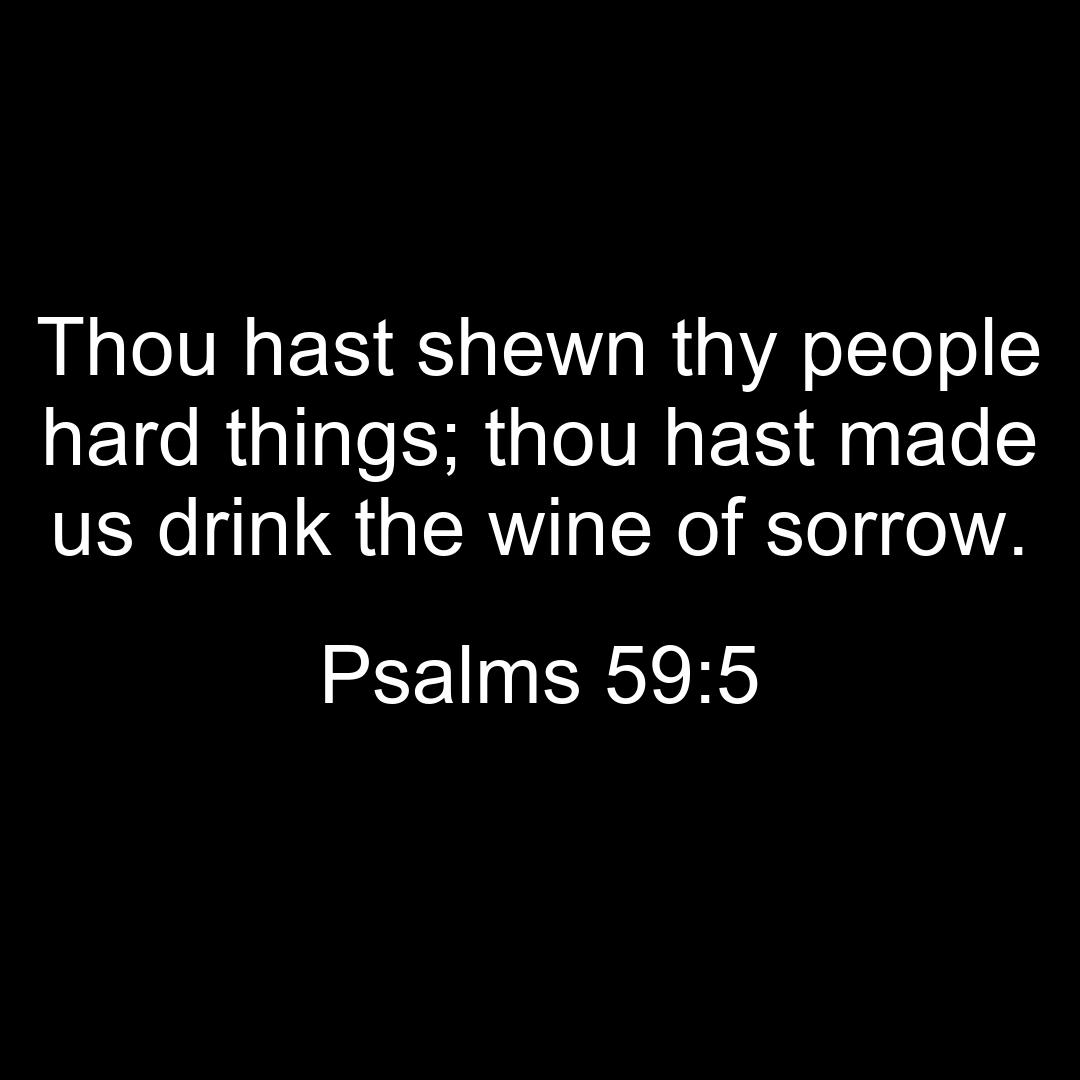 Thou hast shewn thy people
hard things; thou hast made
us drink the wine of sorrow.
Psalms 59:5